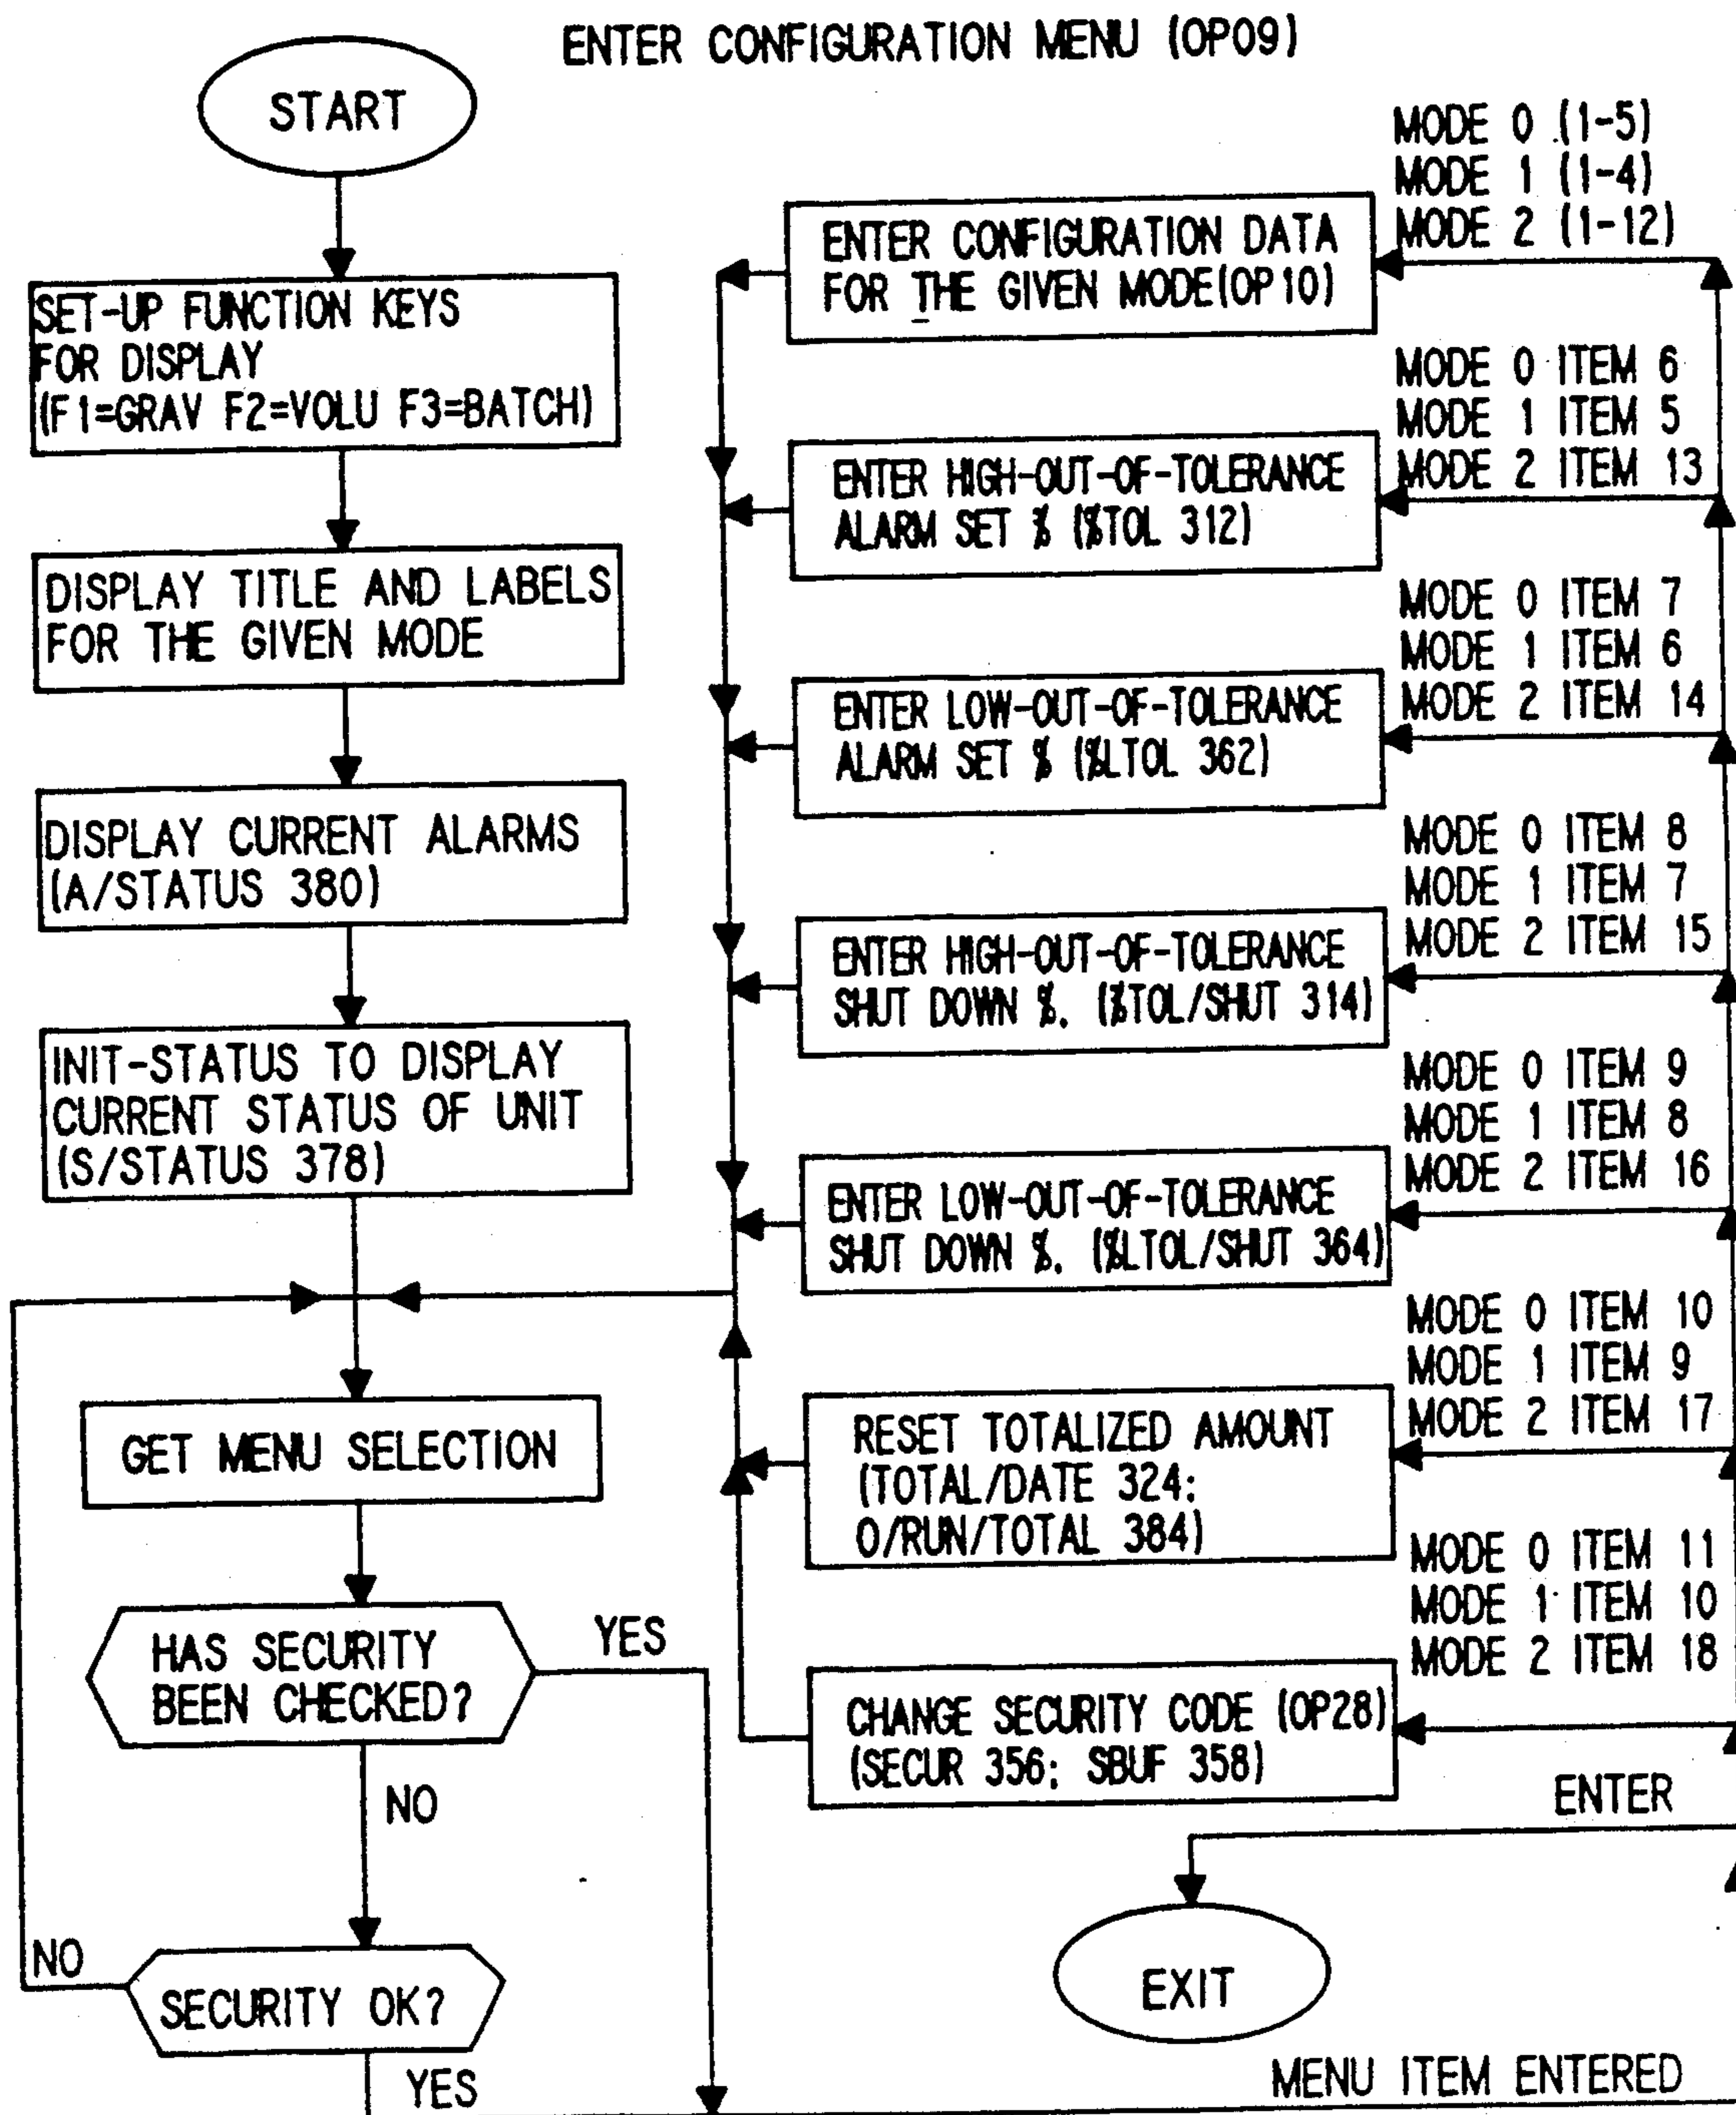 ENTER CONFIGURATION MENU (OP09)
START
SET-UP FUNCTION KEYS
FOR DISPLAY
(F1=GRAV F2=VOLU F3=BATCH)
DISPLAY TITLE AND LABELS
FOR THE GIVEN MODE
DISPLAY CURRENT ALARMS
(A/STATUS 380)
INIT-STATUS TO DISPLAY
CURRENT STATUS OF UNIT
(S/STATUS 378)
GET MENU SELECTION
HAS SECURITY
BEEN CHECKED?
YES
NO
SECURITY OK?
NO
YES
MODE 0 (1-5)
MODE 1 (1-4)
MODE 2 (1-12)
ENTER CONFIGURATION DATA
FOR THE GIVEN MODE(OP10)
MODE 0 ITEM 6
MODE 1 ITEM 5
MODE 2 ITEM 13
ENTER HIGH-OUT-OF-TOLERANCE
ALARM SET % (%TOL 312)
MODE 0 ITEM 7
MODE 1 ITEM 6
MODE 2 ITEM 14
ENTER LOW-OUT-OF-TOLERANCE
ALARM SET % (%LTOL 362)
MODE 0 ITEM 8
MODE 1 ITEM 7
MODE 2 ITEM 15
ENTER HIGH-OUT-OF-TOLERANCE
SHUT DOWN %. (%TOL/SHUT 314)
MODE 0 ITEM 9
MODE 1 ITEM 8
MODE 2 ITEM 16
ENTER LOW-OUT-OF-TOLERANCE
SHUT DOWN %. (%LTOL/SHUT 364)
MODE 0 ITEM 10
MODE 1 ITEM 9
MODE 2 ITEM 17
RESET TOTALIZED AMOUNT
(TOTAL/DATE 324;
O/RUN/TOTAL 384)
MODE 0 ITEM 11
MODE 1 ITEM 10
MODE 2 ITEM 18
CHANGE SECURITY CODE (OP28)
(SECUR 356; SBUF 358)
ENTER
EXIT
MENU ITEM ENTERED